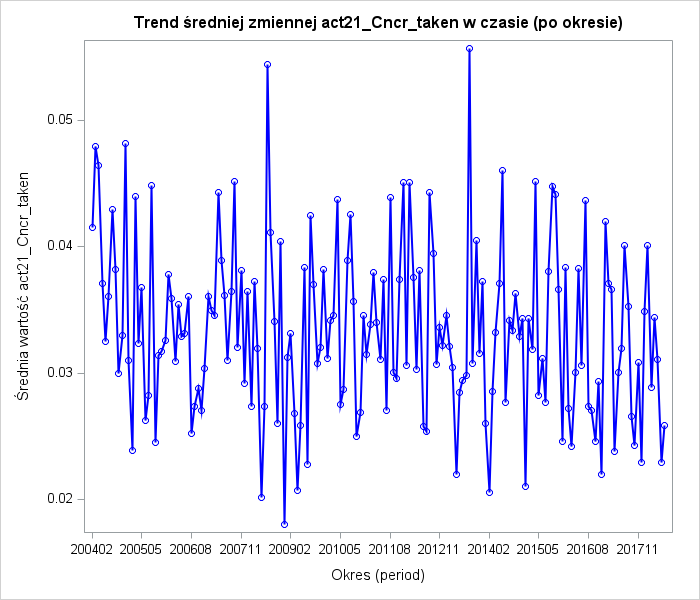 Trend średniej zmiennej act21_Cncr_taken w czasie (po okresie)
0.05
0.04
0.03
0.02
Średnia wartość act21_Cncr_taken
200402 200505 200608 200711 200902 201005 201108 201211 201402 201505 201608 201711
Okres (period)